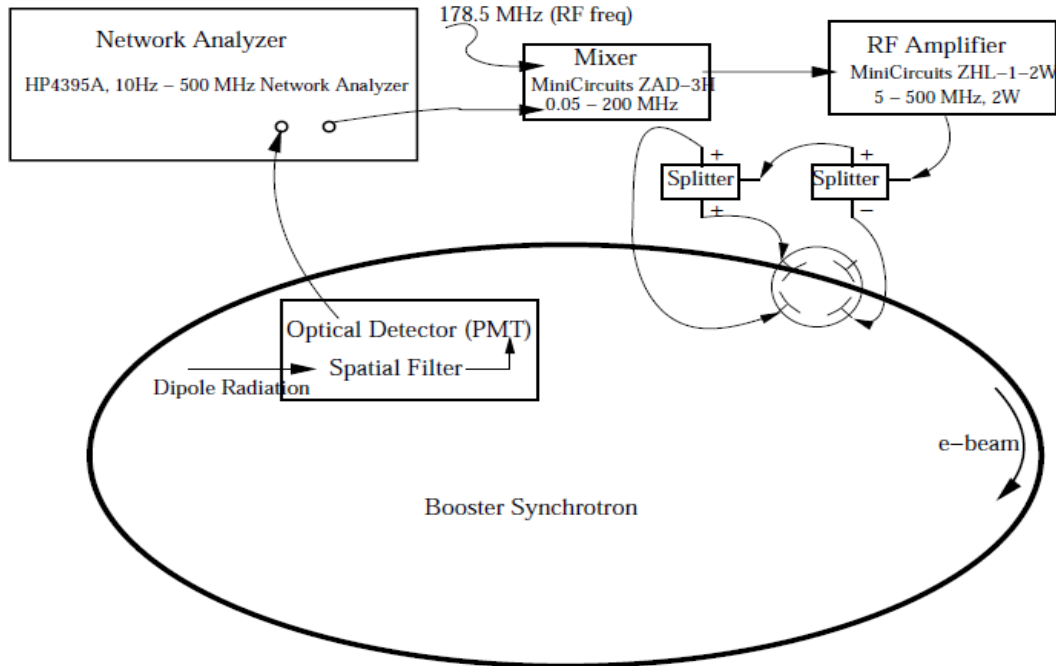 178.5 MHz (RF freq)
Network Analyzer
HP4395A, 10Hz – 500 MHz Network Analyzer
Mixer
MiniCircuits ZAD–3H
0.05 – 200 MHz
RF Amplifier
MiniCircuits ZHL–1–2W
5 – 500 MHz, 2W
+
Splitter
+
+
Splitter
−
Optical Detector (PMT)
Spatial Filter
Dipole Radiation
e−beam
Booster Synchrotron